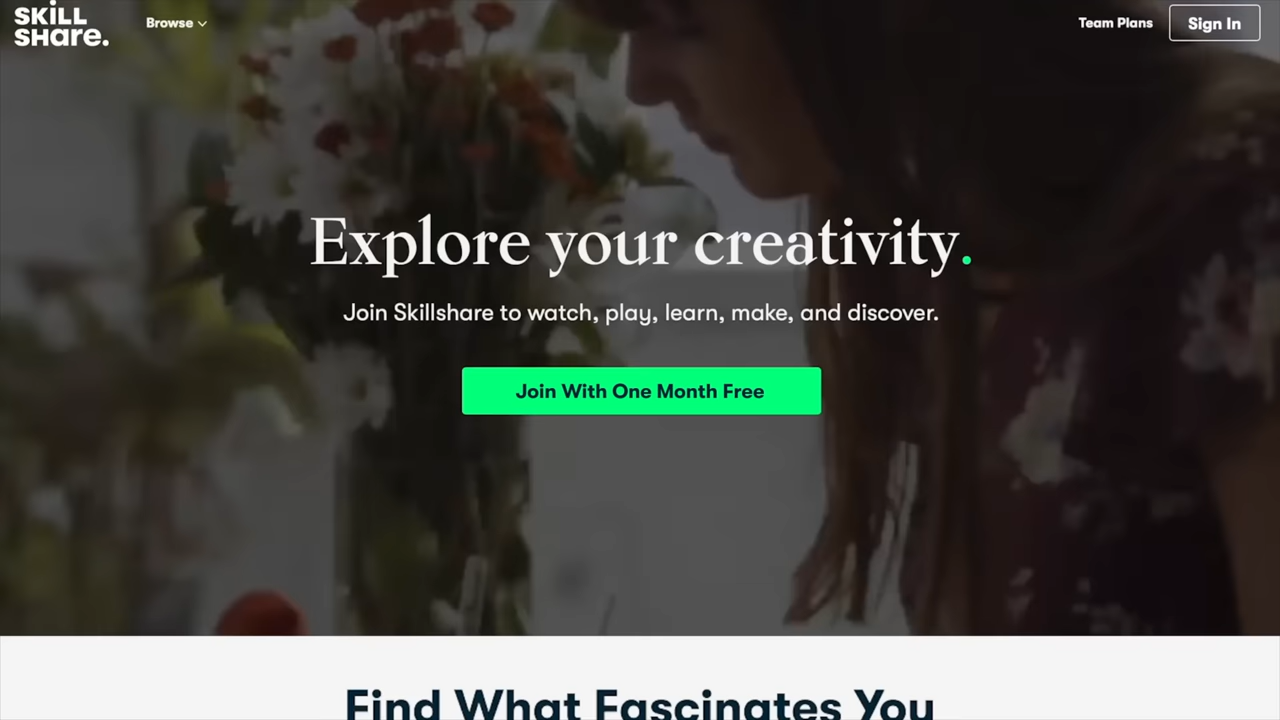 SKiLL
SHare.
Browse
Team Plans
Sign In
Explore your creativity.
Join Skillshare to watch, play, learn, make, and discover.
Join With One Month Free
Find What Fascinates You